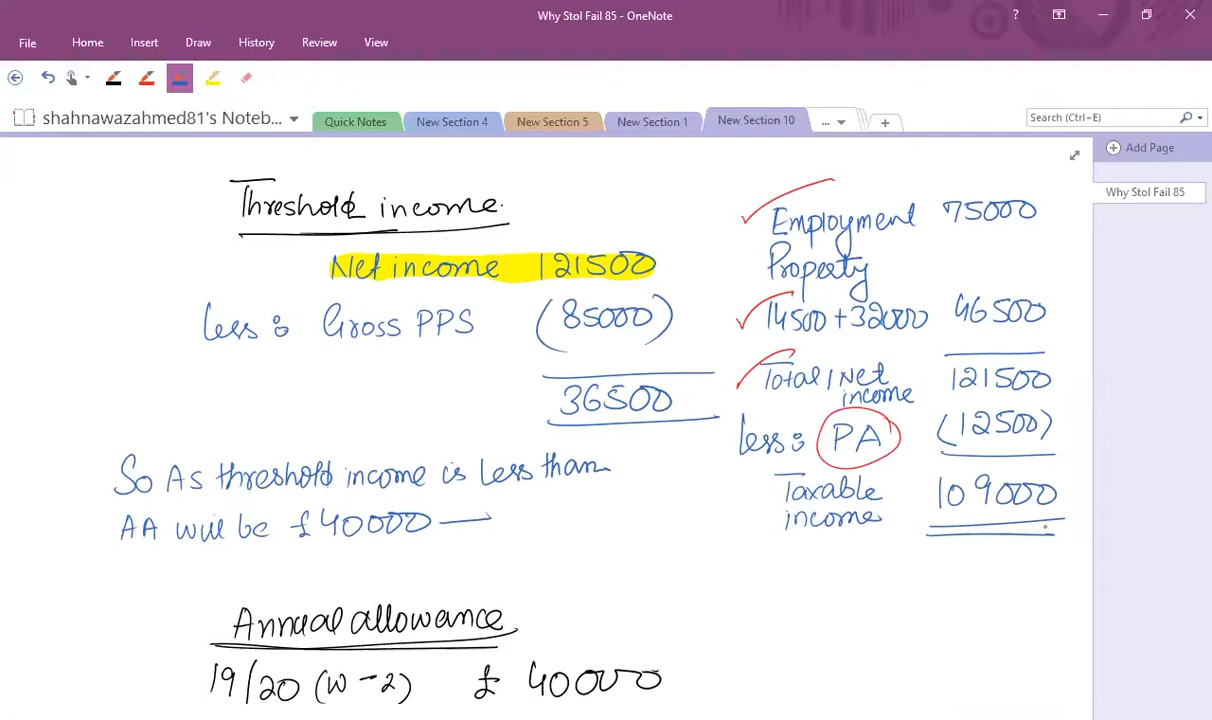 Why Stol Fail 85 - OneNote
?
File Home Insert Draw History Review View
shahnawazahmed81's Noteb...
Quick Notes
New Section 4
New Section 5
New Section 1
New Section 10
...
Search (Ctrl+E)
Add Page
Why Stol Fail 85
Threshold income.
Net income 121500
less: Gross PPS (85000)
36500
So As threshold income is less than
AA will be £40000
Annual allowance
19/20 (W-2) £ 40000
Employment 75000
Property
14500+32000 46500
Total/Net
income 121500
less: PA (12500)
Taxable
income 109000